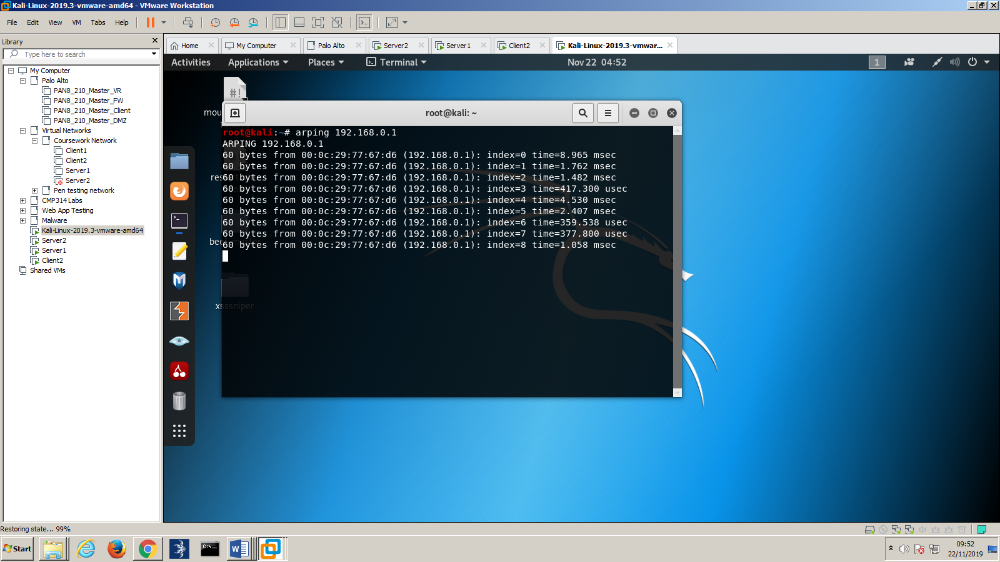 Kali-Linux-2019.3-vmware-amd64 - VMware Workstation
File Edit View VM Tabs Help
Library
Type here to search
My Computer
Palo Alto
PAN8_210_Master_VR
PAN8_210_Master_FW
PAN8_210_Master_Client
PAN8_210_Master_DMZ
Virtual Networks
Coursework Network
Client1
Client2
Server1
Server2
Pen testing network
CMP314 Labs
Web App Testing
Malware
Kali-Linux-2019.3-vmware-amd64
Server2
Server1
Client2
Shared VMs
Home My Computer Palo Alto Server2 Server1 Client2 Kali-Linux-2019.3-vmwar...
Activities Applications Places Terminal Nov 22 04:52 1
#!
mou
root@kali: ~
root@kali:~# arping 192.168.0.1
ARPING 192.168.0.1
60 bytes from 00:0c:29:77:67:d6 (192.168.0.1): index=0 time=8.965 msec
60 bytes from 00:0c:29:77:67:d6 (192.168.0.1): index=1 time=1.762 msec
60 bytes from 00:0c:29:77:67:d6 (192.168.0.1): index=2 time=1.482 msec
60 bytes from 00:0c:29:77:67:d6 (192.168.0.1): index=3 time=417.300 usec
60 bytes from 00:0c:29:77:67:d6 (192.168.0.1): index=4 time=4.530 msec
60 bytes from 00:0c:29:77:67:d6 (192.168.0.1): index=5 time=2.407 msec
60 bytes from 00:0c:29:77:67:d6 (192.168.0.1): index=6 time=359.538 usec
60 bytes from 00:0c:29:77:67:d6 (192.168.0.1): index=7 time=377.800 usec
60 bytes from 00:0c:29:77:67:d6 (192.168.0.1): index=8 time=1.058 msec
xsssniper
Restoring state... 99%
Start
C:\
W
09:52
22/11/2019